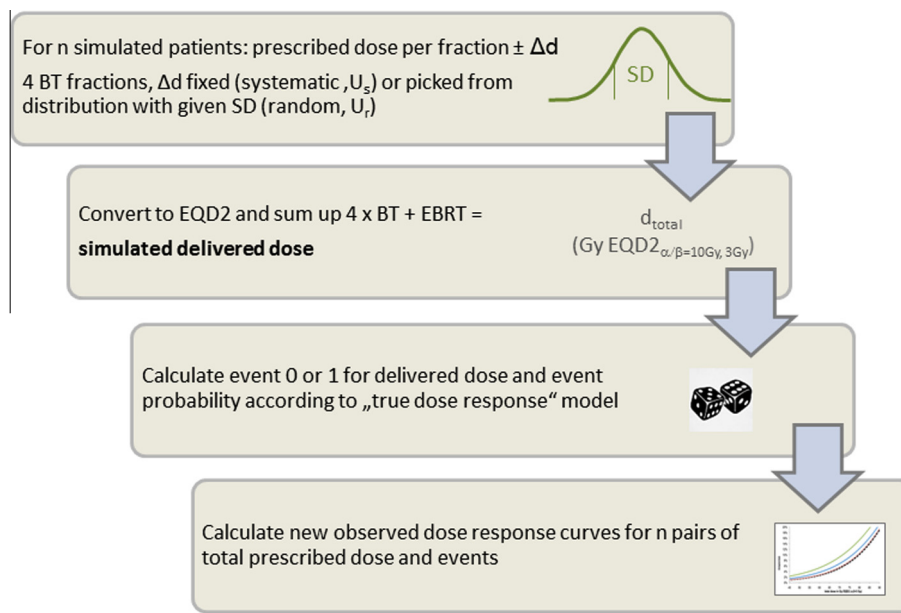 For n simulated patients: prescribed dose per fraction ± Δd
4 BT fractions, Δd fixed (systematic ,Us) or picked from
distribution with given SD (random, Ur)
SD
Convert to EQD2 and sum up 4 x BT + EBRT =
simulated delivered dose
dtotal
(Gy EQD2α/β=10Gy, 3Gy)
Calculate event 0 or 1 for delivered dose and event
probability according to „true dose response“ model
Calculate new observed dose response curves for n pairs of
total prescribed dose and events